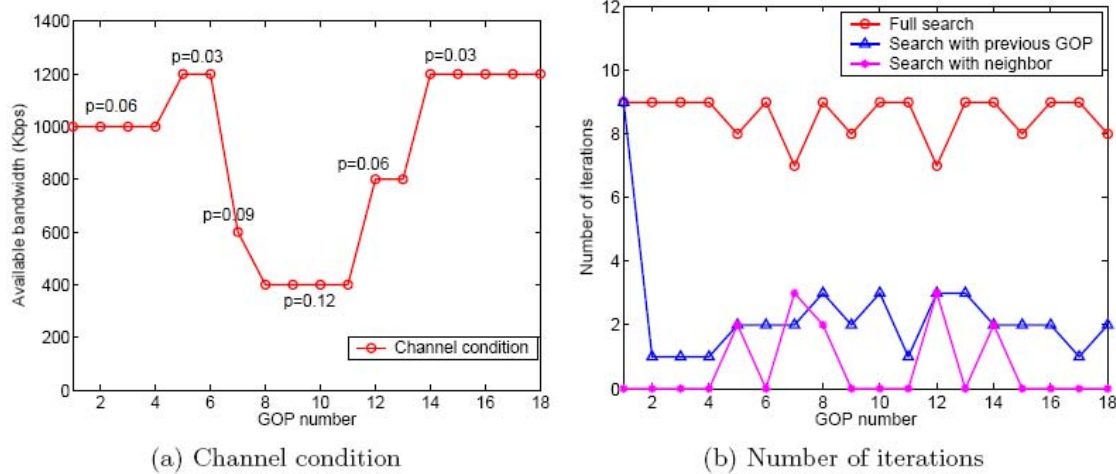 1400
1200
1000
800
600
400
200
0
Available bandwidth (Kbps)
p=0.06
p=0.03
p=0.09
p=0.12
p=0.06
p=0.03
Channel condition
2 4 6 8 10 12 14 16 18
GOP number
(a) Channel condition
12
10
8
6
4
2
0
Number of iterations
Full search
Search with previous GOP
Search with neighbor
2 4 6 8 10 12 14 16 18
GOP number
(b) Number of iterations